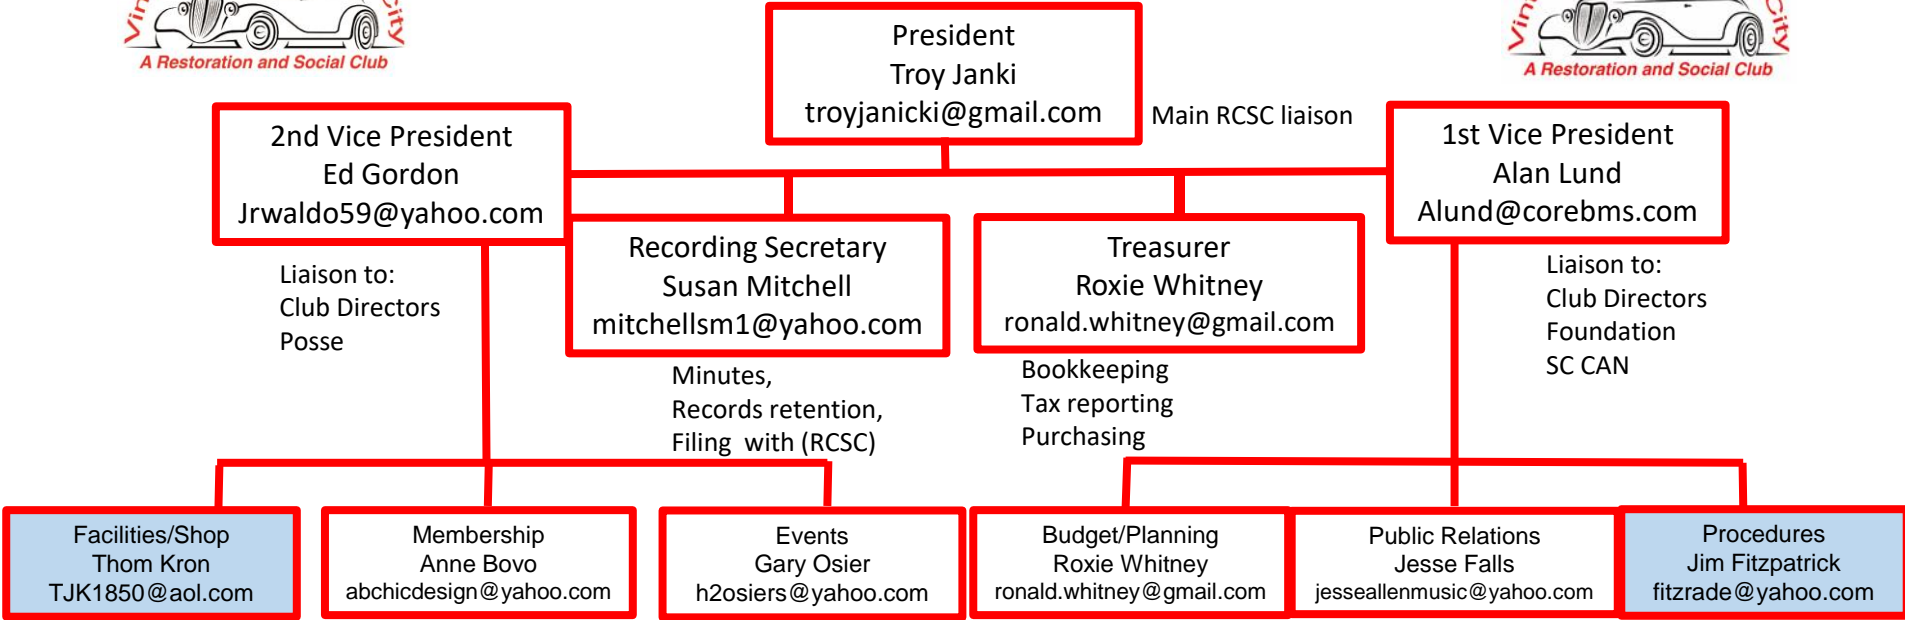 A Restoration and Social Club
A Restoration and Social Club
City
City
President
Troy Janki
troyjanicki@gmail.com
Main RCSC liaison
2nd Vice President
Ed Gordon
Jrwaldo59@yahoo.com
1st Vice President
Alan Lund
Alund@corebms.com
Recording Secretary
Susan Mitchell
mitchellsm1@yahoo.com
Treasurer
Roxie Whitney
ronald.whitney@gmail.com
Liaison to:
Club Directors
Posse
Liaison to:
Club Directors
Foundation
SC CAN
Minutes,
Records retention,
Filing with (RCSC)
Bookkeeping
Tax reporting
Purchasing
Facilities/Shop
Thom Kron
TJK1850@aol.com
Membership
Anne Bovo
abchicdesign@yahoo.com
Events
Gary Osier
h2osiers@yahoo.com
Budget/Planning
Roxie Whitney
ronald.whitney@gmail.com
Public Relations
Jesse Falls
jesseallenmusic@yahoo.com
Procedures
Jim Fitzpatrick
fitzrade@yahoo.com